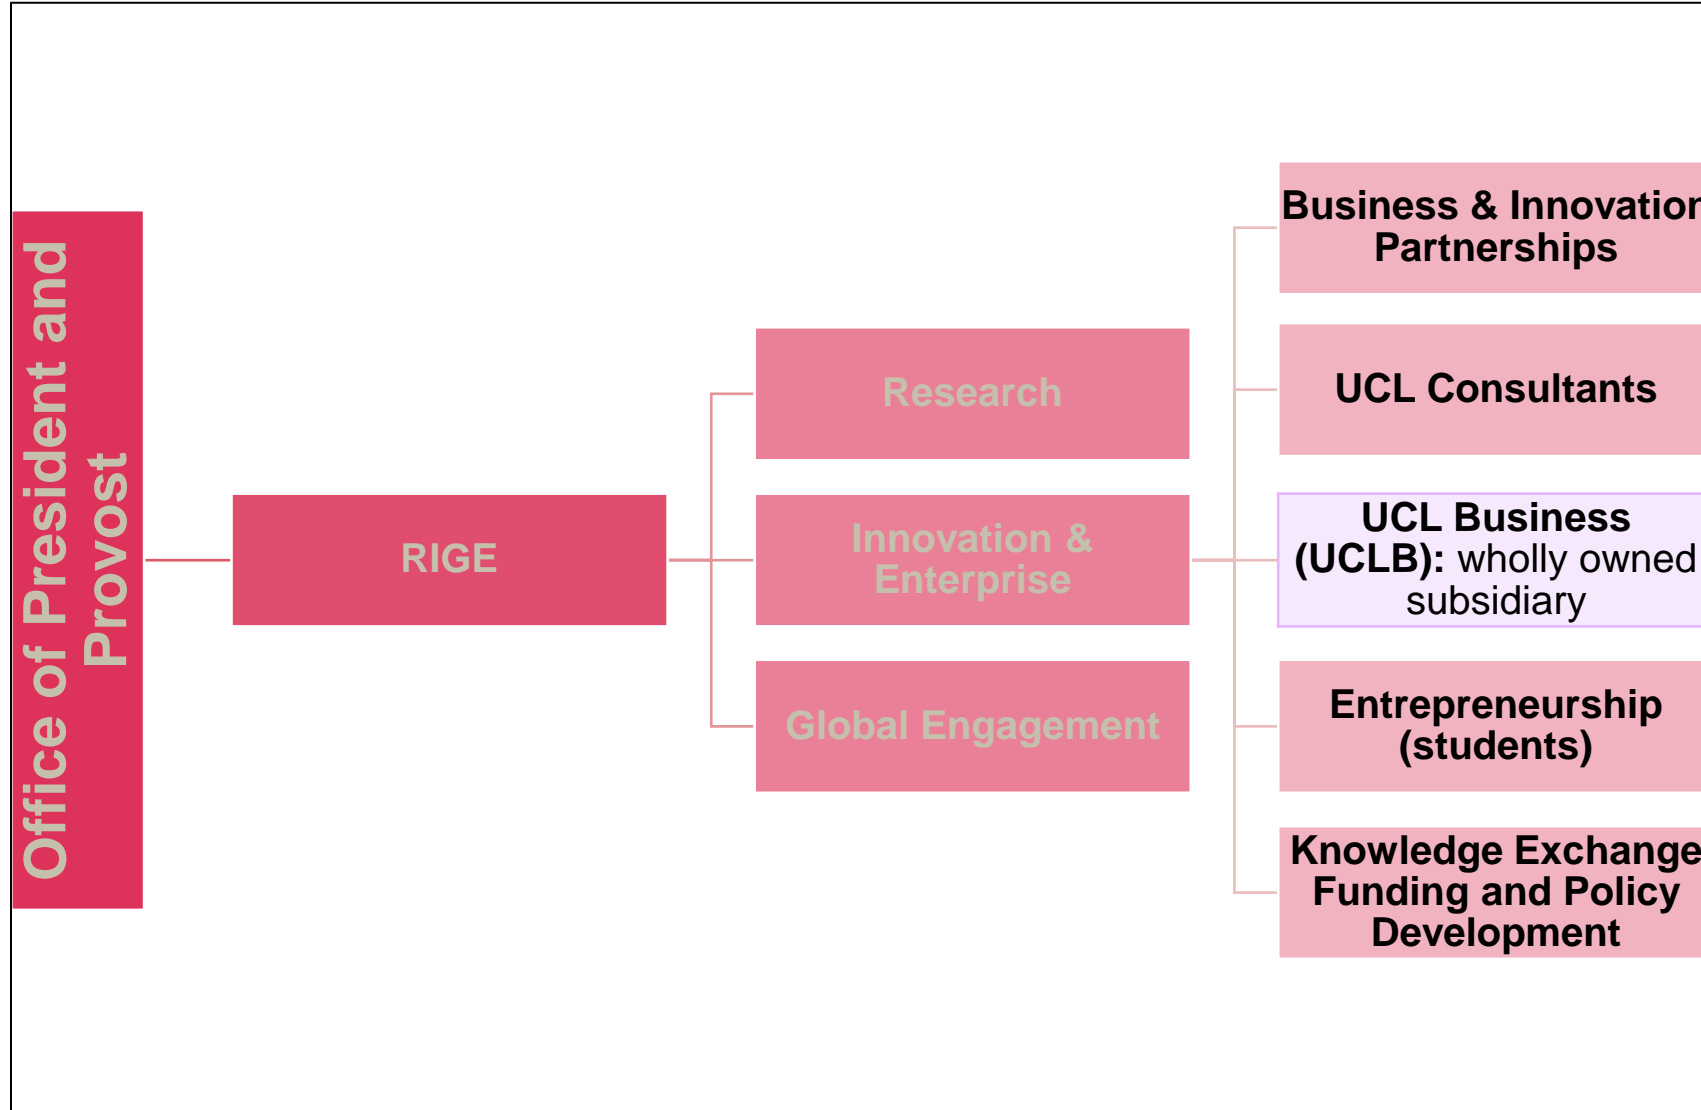 Office of President and
Provost
RIGE
Research
Innovation &
Enterprise
Global Engagement
Business & Innovation
Partnerships
UCL Consultants
UCL Business
(UCLB): wholly owned
subsidiary
Entrepreneurship
(students)
Knowledge Exchange
Funding and Policy
Development